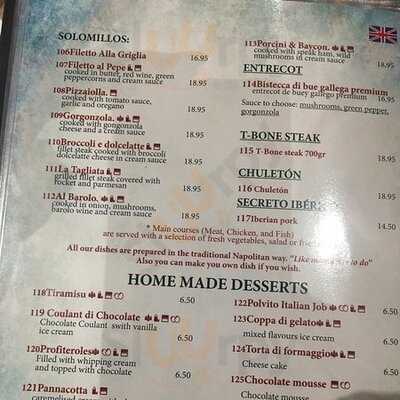 SOLOMILLOS:
106Filetto Alla Griglia
16.95
107Filetto al Pepe
cooked in butter, red wine, green
peppercorns and cream sauce
18.95
108Pizzaiolla.
cooked with tomato sauce,
garlic and oregano
18.95
109Gorgonzola.
cooked with gongonzola
cheese and a cream sauce
18.95
110Broccoli e dolcelatte
fillet steak cooked with broccoli
dolcelatte cheese in cream sauce
18.95
111La Tagliata
grilled fillet steak covered with
rocket and parmesan
18.95
112Al Barolo.
cooked in onion, mushrooms,
barolo wine and cream sauce
18.95
113Porcini & Baycon.
cooked with speak ham, wild
mushrooms in cream sauce
18.95
ENTRECOT
114Bistecca di bue gallega premium
entrecot de buey gallego premium
16.95
Sauce to choose: mushrooms, green pepper,
gorgonzola
T-BONE STEAK
115 T-Bone steak 700gr
18.95
CHULETÓN
116 Chuletón
18.95
SECRETO IBÉR
117Iberian pork
14.50
* Main courses (Meat, Chicken, and Fish)
are served with a selection of fresh vegetables, salad or
All our dishes are prepared in the traditional Napolitan way. "Like to do"
Also you can make you own dish if you wish.
HOME MADE DESSERTS
118Tiramisu
6.50
119 Coulant di Chocolate
Chocolate Coulant swith vanilla
ice cream
6.50
120Profiteroles
Filled with whipping cream
and topped with chocolate
6.50
121Pannacotta
122Polvito Italian Job
6.50
123Coppa di gelato
mixed flavours ice cream
6.50
124Torta di formaggio
Cheese cake
6.50
125Chocolate mousse
Chocolate mousse
6.50